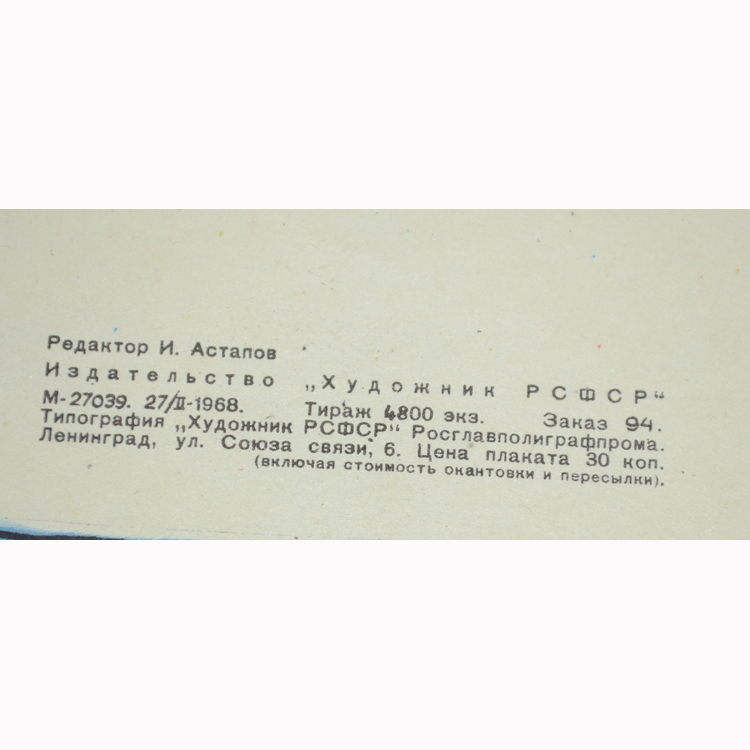 Редактор И. Астапов
Издательство „Художник РСФСР“
М-27039. 27/II-1968. Тираж 4800 экз. Заказ 94.
Типография „Художник РСФСР“ Росглавполиграфпрома.
Ленинград, ул. Союза связи, 6. Цена плаката 30 коп.
(включая стоимость окантовки и пересылки).